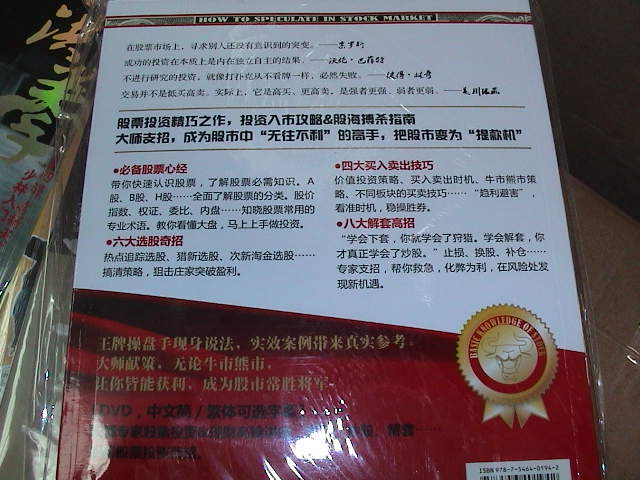 HOW TO SPECULATE IN STOCK MARKET
在股票市场上，寻求别人还没有意识到的突变。——索罗斯
成功的投资在本质上是内在独立自主的结果。——沃伦·巴菲特
不进行研究的投资，就像打扑克从不看牌一样，必然失败。——彼得·林奇
交易并不是低买高卖。实际上，它是高买、更高卖，是强者更强、弱者更弱。——是川银藏
股票投资精巧之作，投资入市攻略&股海搏杀指南
大师支招，成为股市中“无往不利”的高手，把股市变为“提款机”
●必备股票心经
带你快速认识股票，了解股票必需知识。A
股、B股、H股……全面了解股票的分类。股价
指数、权证、委比、内盘……知晓股票常用的
专业术语。教你看懂大盘，马上上手做投资。
●六大选股奇招
热点追踪选股、猎新选股、次新淘金选股……
搞清策略，狙击庄家突破盈利。
●四大买入卖出技巧
价值投资策略、买入卖出时机、牛市熊市策
略、不同板块的买卖技巧……“趋利避害”，
看准时机，稳操胜券。
●八大解套高招
“学会下套，你就学会了狩猎。学会解套，你
才真正学会了炒股。”止损、换股、补仓……
专家支招，帮你救急，化弊为利，在风险处发
现新机遇。
王牌操盘手现身说法，实效案例带来真实参考。
大师献策，无论牛市熊市，
让你皆能获利，成为股市常胜将军
DVD，中文简/繁体可选字幕
BASIC KNOWLEDGE OF STOCK
ISBN 978-7-5464-0194-2